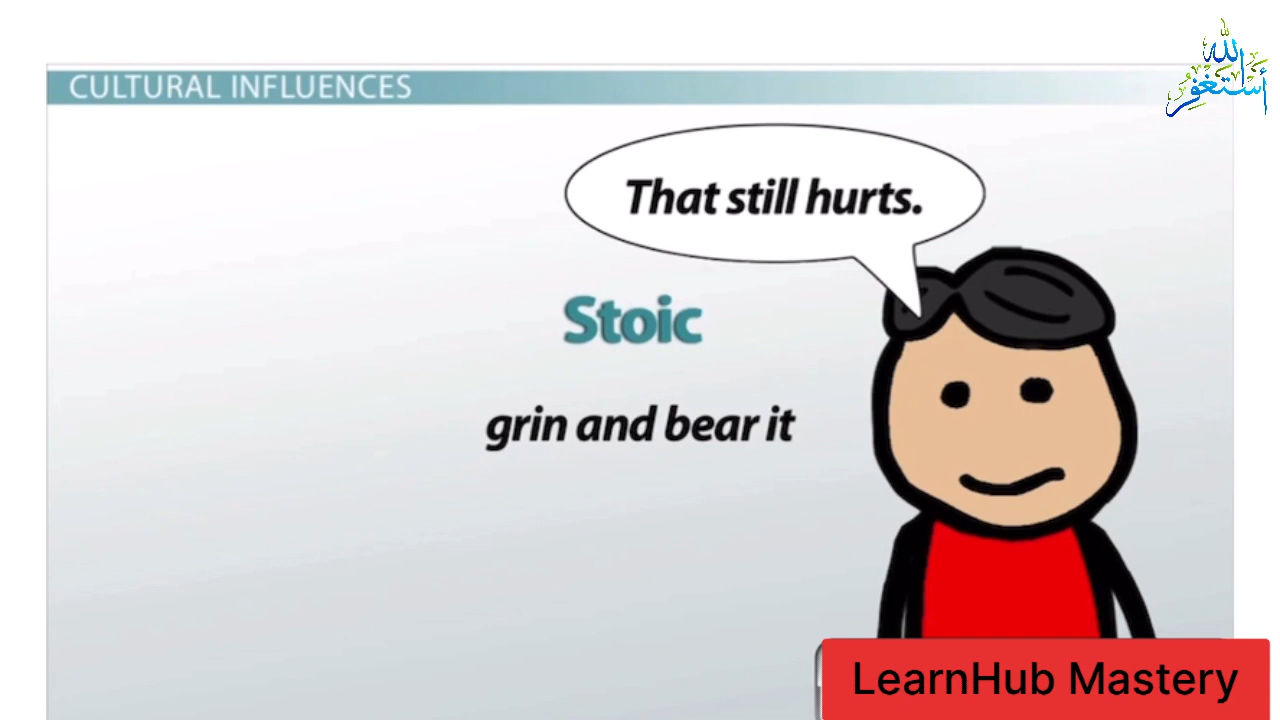 CULTURAL INFLUENCES
أستغفر الله
That still hurts.
Stoic
grin and bear it
LearnHub Mastery